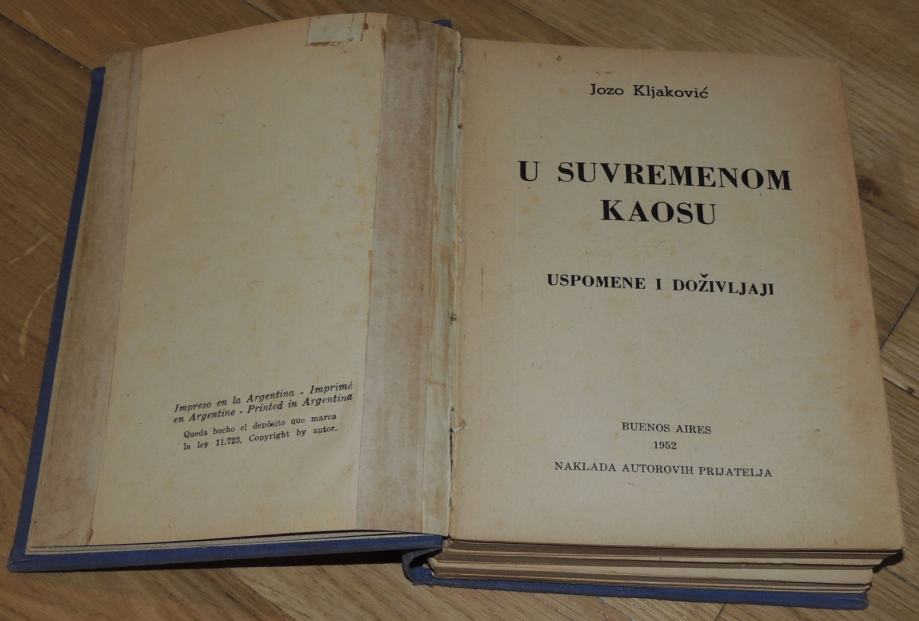 Impreso en la Argentina - Imprimé
en Argentine - Printed in Argentina
Queda hecho el depósito que marca
la ley 11.723. Copyright by autor.
Jozo Kljaković
U SUVREMENOM
KAOSU
USPOMENE I DOŽIVLJAJI
BUENOS AIRES
1952
NAKLADA AUTOROVIH PRIJATELJA